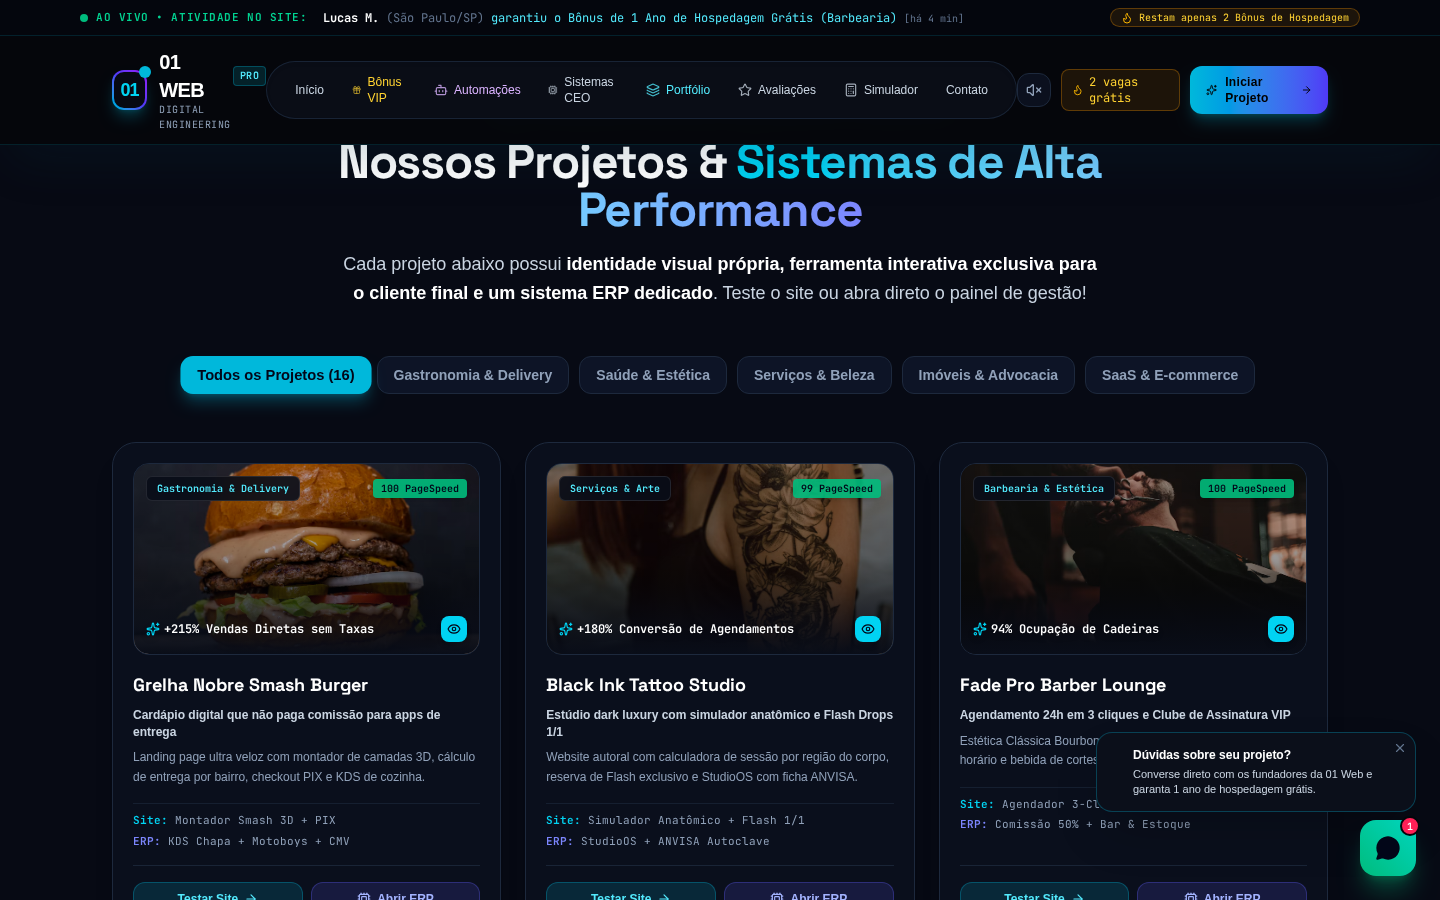 AO VIVO • ATIVIDADE NO SITE: Lucas M. (São Paulo/SP) garantiu o Bônus de 1 Ano de Hospedagem Grátis (Barbearia) [há 4 min]
Restam apenas 2 Bônus de Hospedagem
01
01 WEB
DIGITAL ENGINEERING
PRO
Início
Bônus VIP
Automações
Sistemas CEO
Portfólio
Avaliações
Simulador
Contato
2 vagas grátis
Iniciar Projeto
Nossos Projetos & Sistemas de Alta
Performance
Cada projeto abaixo possui identidade visual própria, ferramenta interativa exclusiva para
o cliente final e um sistema ERP dedicado. Teste o site ou abra direto o painel de gestão!
Todos os Projetos (16)
Gastronomia & Delivery
Saúde & Estética
Serviços & Beleza
Imóveis & Advocacia
SaaS & E-commerce
Gastronomia & Delivery
100 PageSpeed
+215% Vendas Diretas sem Taxas
Grelha Nobre Smash Burger
Cardápio digital que não paga comissão para apps de
entrega
Landing page ultra veloz com montador de camadas 3D, cálculo
de entrega por bairro, checkout PIX e KDS de cozinha.
Site: Montador Smash 3D + PIX
ERP: KDS Chapa + Motoboys + CMV
Testar Site
Abrir ERP
Serviços & Arte
99 PageSpeed
+180% Conversão de Agendamentos
Black Ink Tattoo Studio
Estúdio dark luxury com simulador anatômico e Flash Drops
1/1
Website autoral com calculadora de sessão por região do corpo,
reserva de Flash exclusivo e StudioOS com ficha ANVISA.
Site: Simulador Anatômico + Flash 1/1
ERP: StudioOS + ANVISA Autoclave
Testar Site
Abrir ERP
Barbearia & Estética
100 PageSpeed
94% Ocupação de Cadeiras
Fade Pro Barber Lounge
Agendamento 24h em 3 cliques e Clube de Assinatura VIP
Estética Clássica Bourbon
horário e bebida de cortes
Site: Agendador 3-Cl
ERP: Comissão 50% + Bar & Estoque
Testar Site
Abrir ERP
Dúvidas sobre seu projeto?
Converse direto com os fundadores da 01 Web e
garanta 1 ano de hospedagem grátis.
1